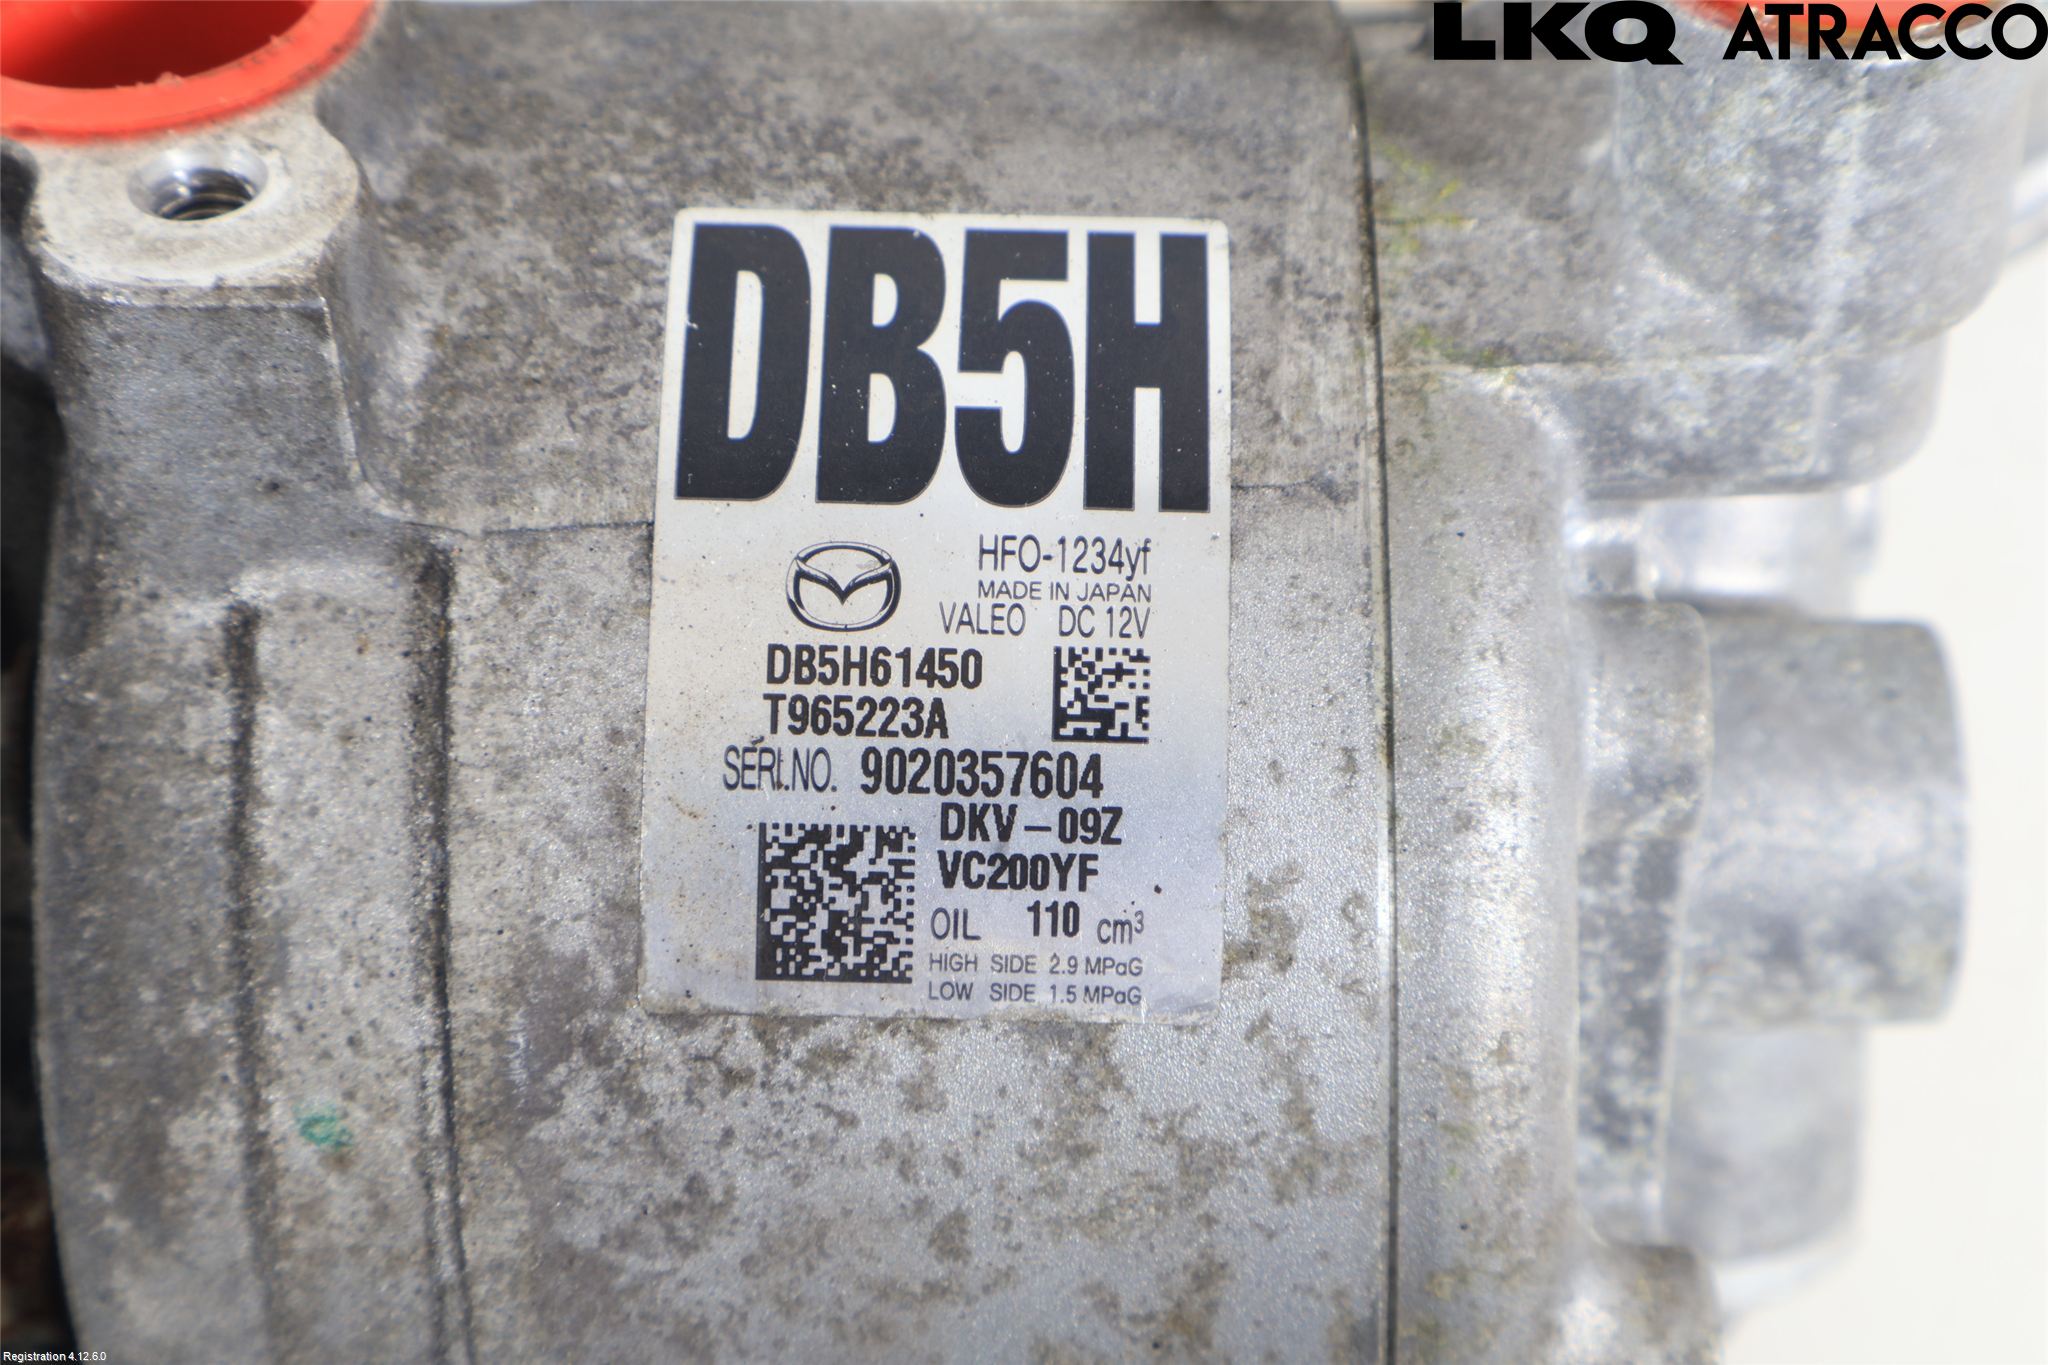 LKQ ATRACCO
DB5H
HFO-1234yf
MADE IN JAPAN
VALEO DC 12V
DB5H61450
T965223A
SERI.NO. 9020357604
DKV-09Z
VC200YF
OIL 110 cm³
HIGH SIDE 2.9 MPaG
LOW SIDE 1.5 MPaG
Registration 4.12.6.0